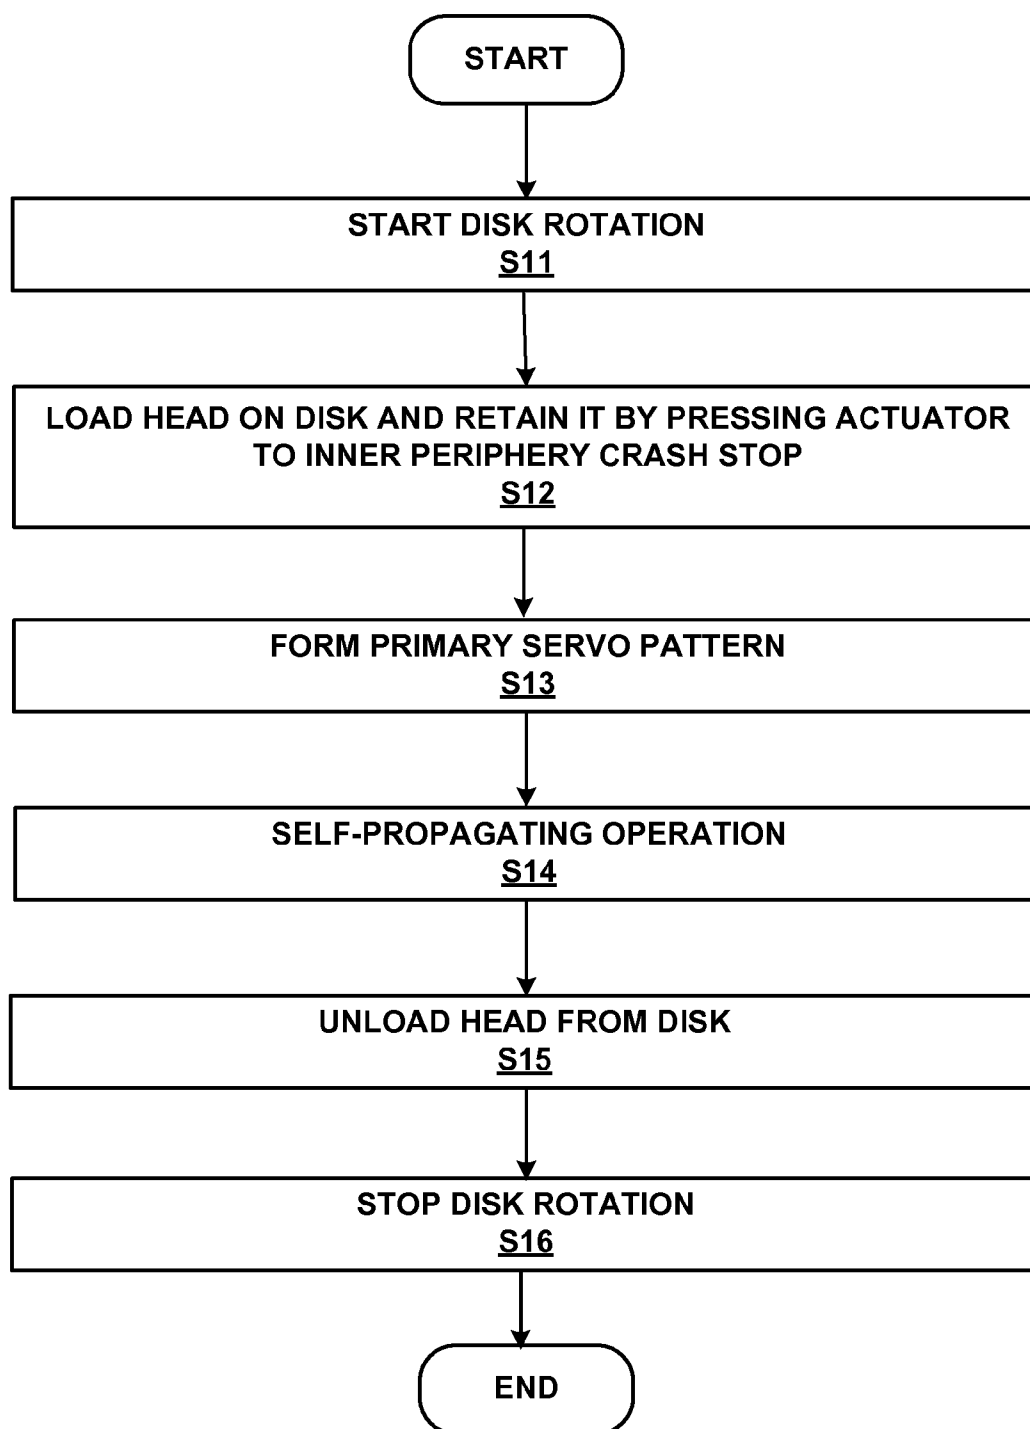 START
START DISK ROTATION
S11
LOAD HEAD ON DISK AND RETAIN IT BY PRESSING ACTUATOR
TO INNER PERIPHERY CRASH STOP
S12
FORM PRIMARY SERVO PATTERN
S13
SELF-PROPAGATING OPERATION
S14
UNLOAD HEAD FROM DISK
S15
STOP DISK ROTATION
S16
END